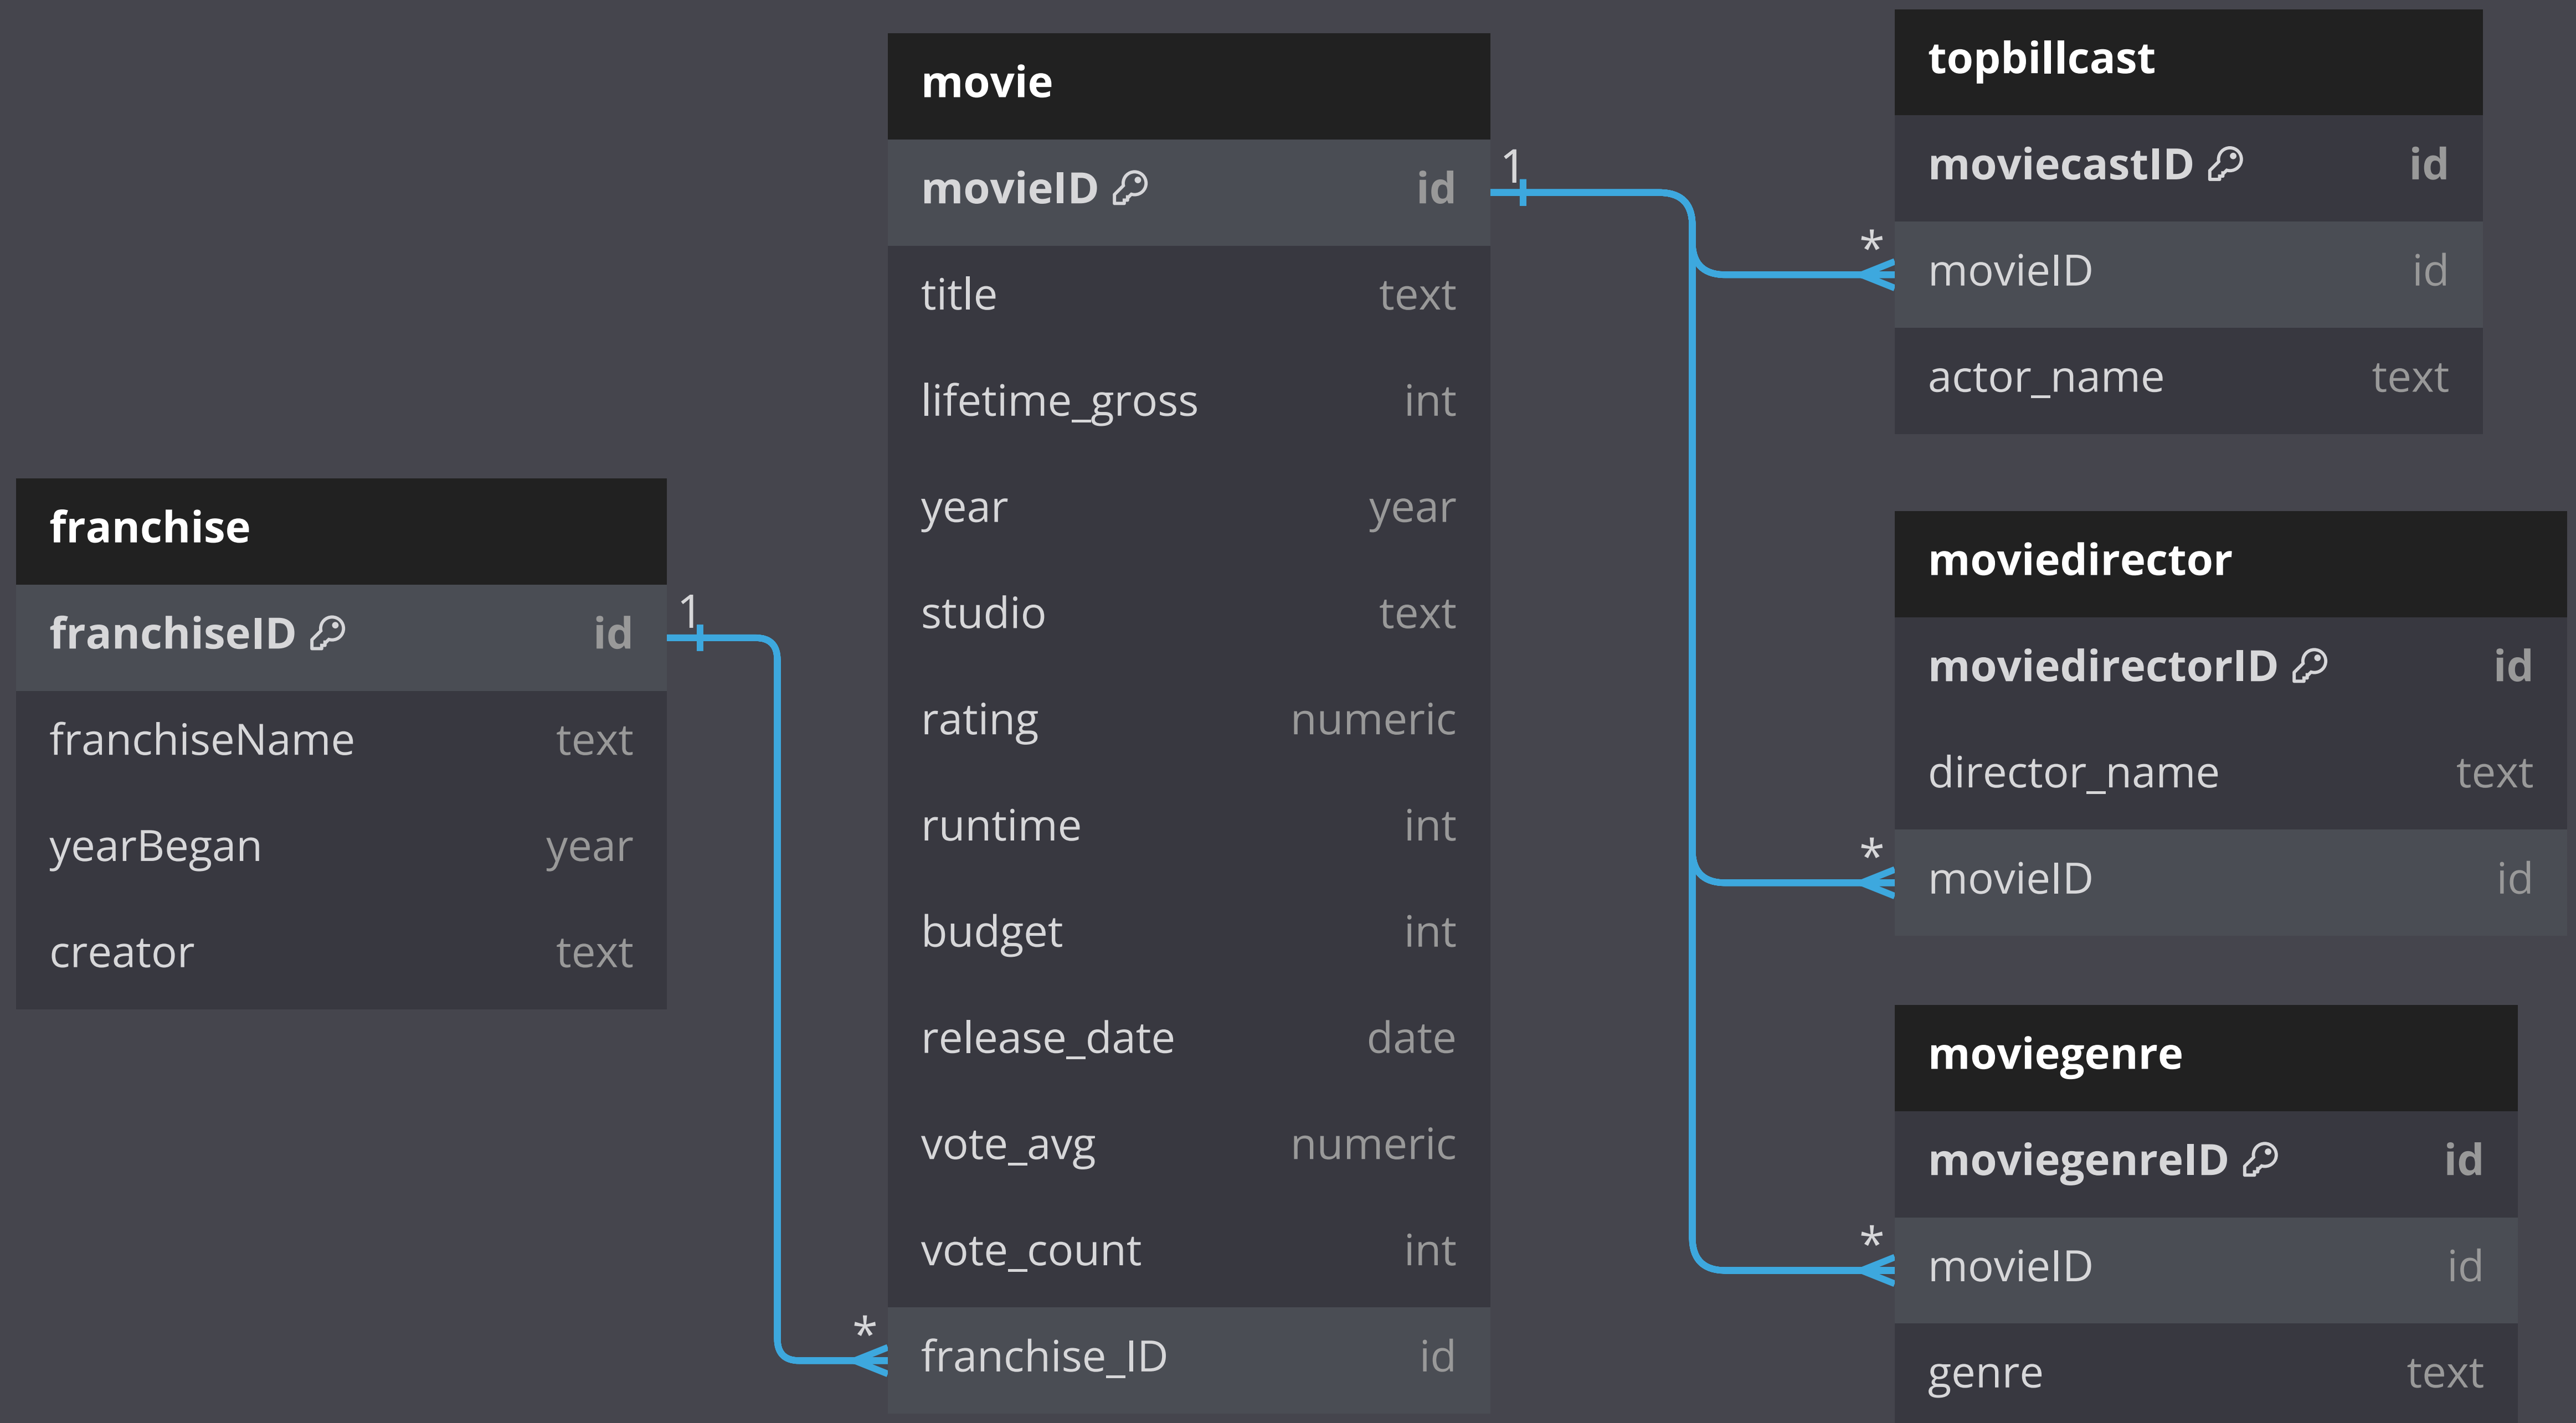 franchise
franchiseID id
franchiseName text
yearBegan year
creator text
1
*
movie
movieID id
title text
lifetime_gross int
year year
studio text
rating numeric
runtime int
budget int
release_date date
vote_avg numeric
vote_count int
franchise_ID id
1
*
*
*
topbillcast
moviecastID id
movieID id
actor_name text
moviedirector
moviedirectorID id
director_name text
movieID id
moviegenre
moviegenreID id
movieID id
genre text